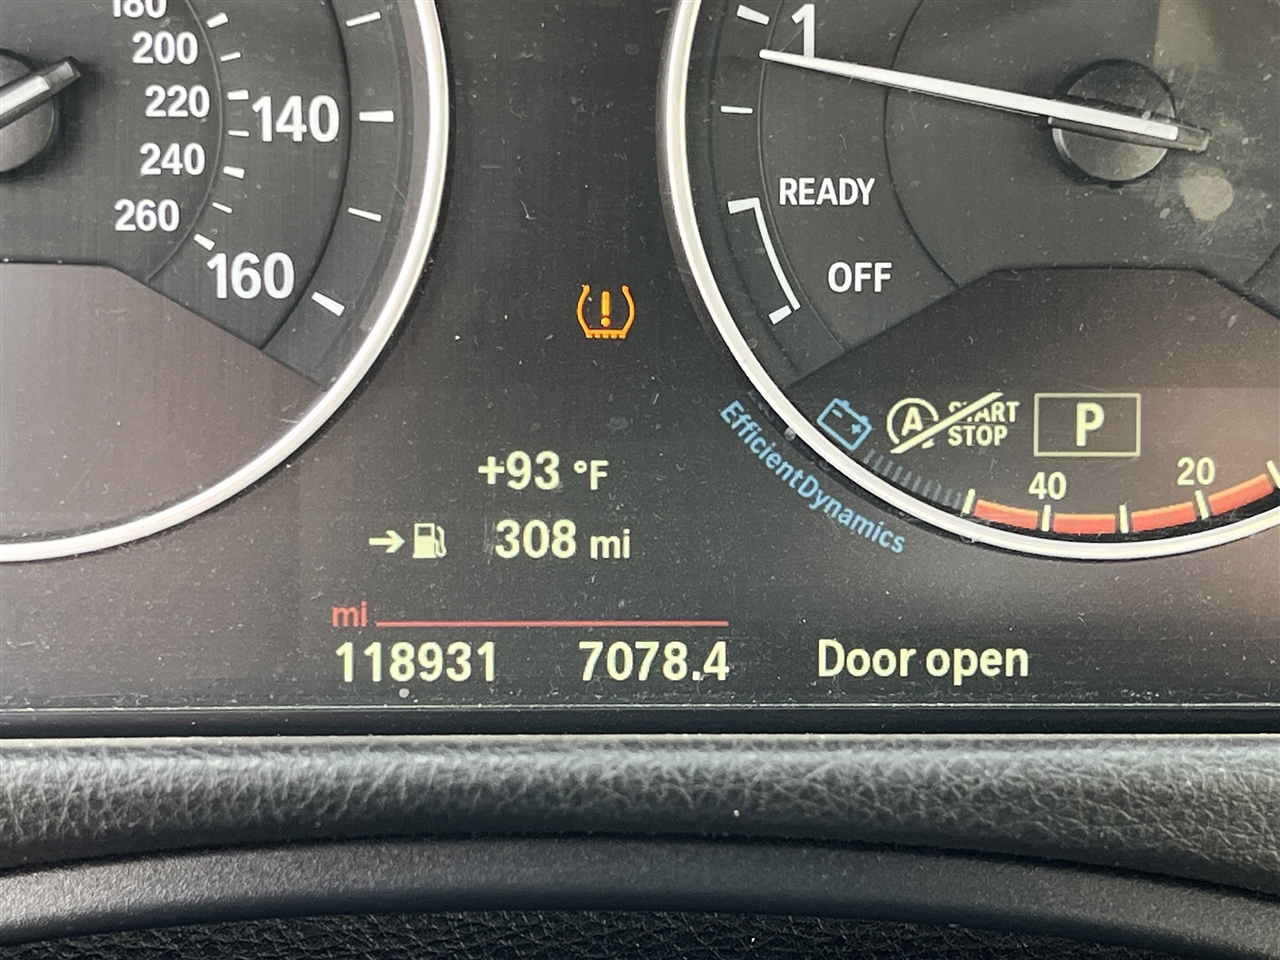 180
200
220
140
240
260
160
1
READY
OFF
A START
STOP
P
EfficientDynamics
40
20
+93 °F
308 mi
mi
118931 7078.4 Door open